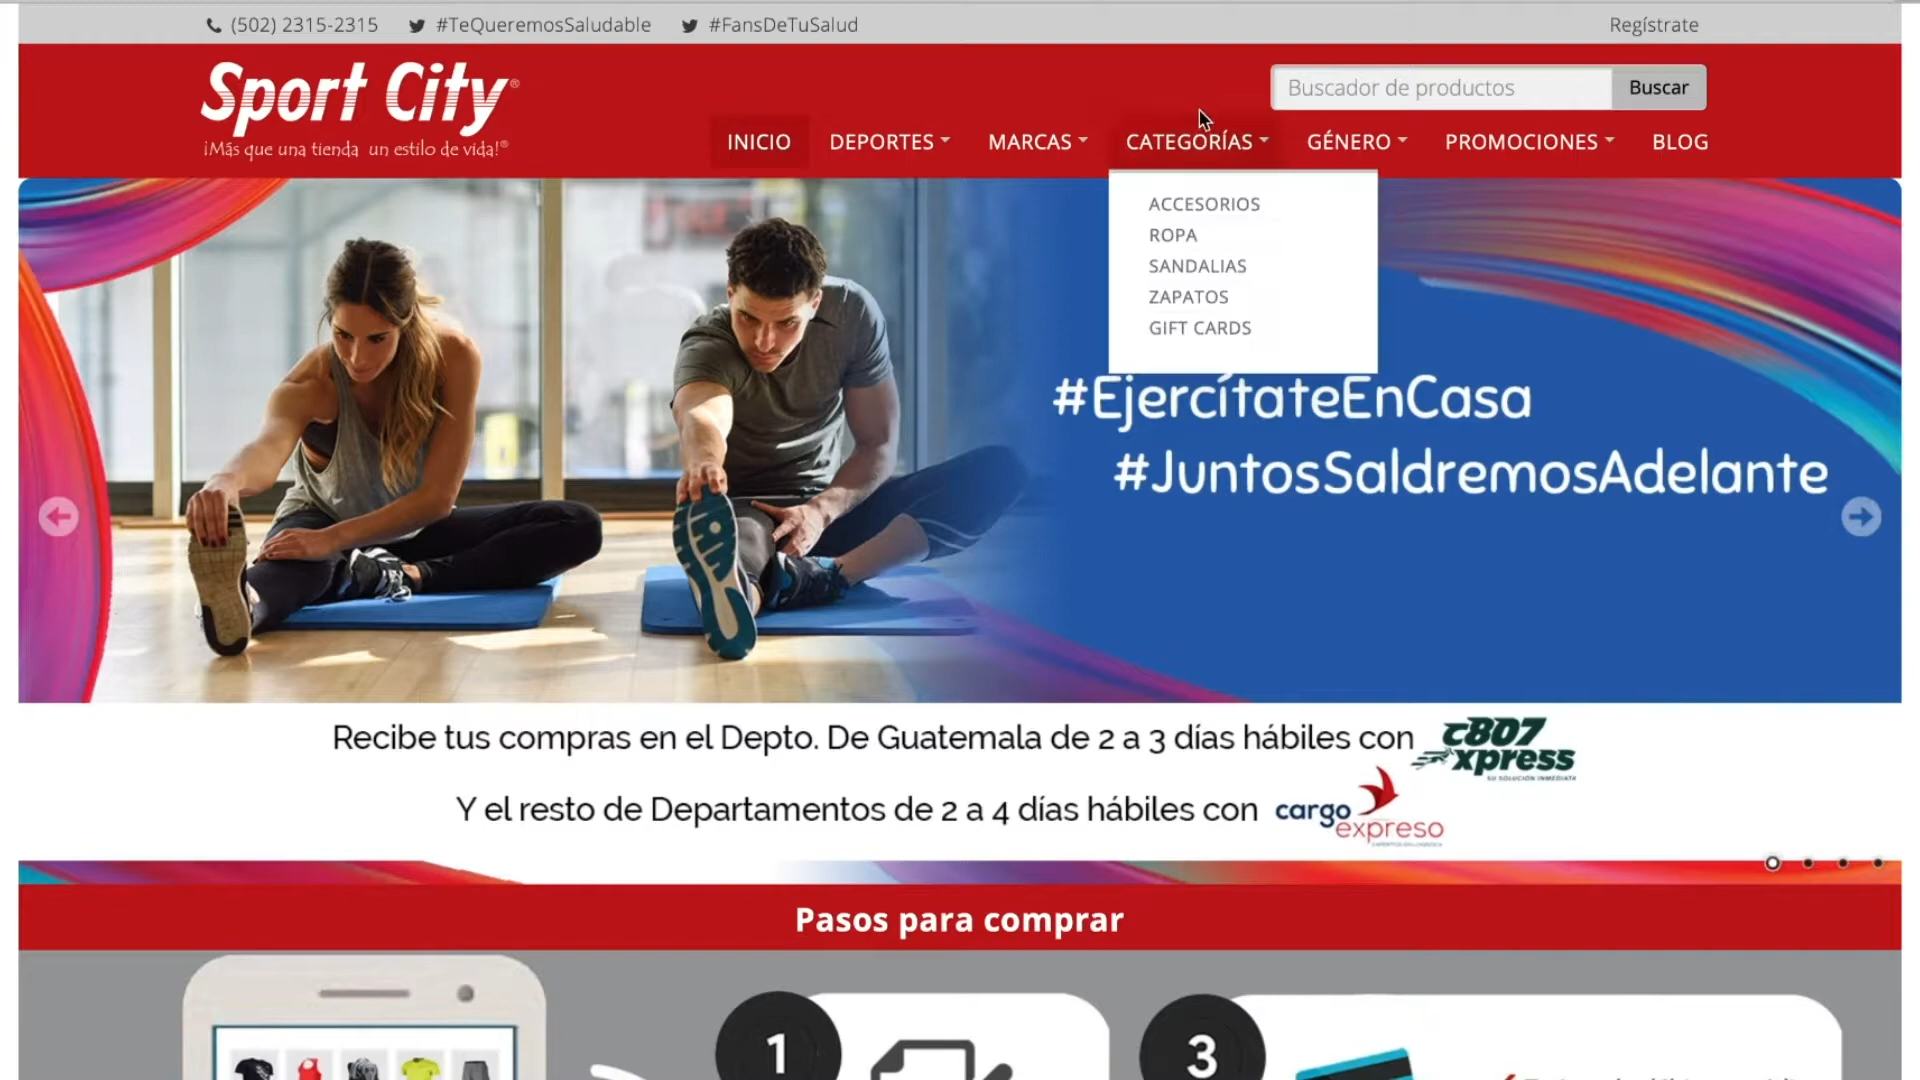 (502) 2315-2315 #TeQueremosSaludable #FansDeTuSalud Regístrate
Sport City®
¡Más que una tienda un estilo de vida!®
Buscador de productos Buscar
INICIO DEPORTES MARCAS CATEGORÍAS GÉNERO PROMOCIONES BLOG
ACCESORIOS
ROPA
SANDALIAS
ZAPATOS
GIFT CARDS
#EjercítateEnCasa
#JuntosSaldremosAdelante
Recibe tus compras en el Depto. De Guatemala de 2 a 3 días hábiles con
c807
xpress
SU SOLUCIÓN INMEDIATA
Y el resto de Departamentos de 2 a 4 días hábiles con
cargo
expreso
Pasos para comprar
1
3